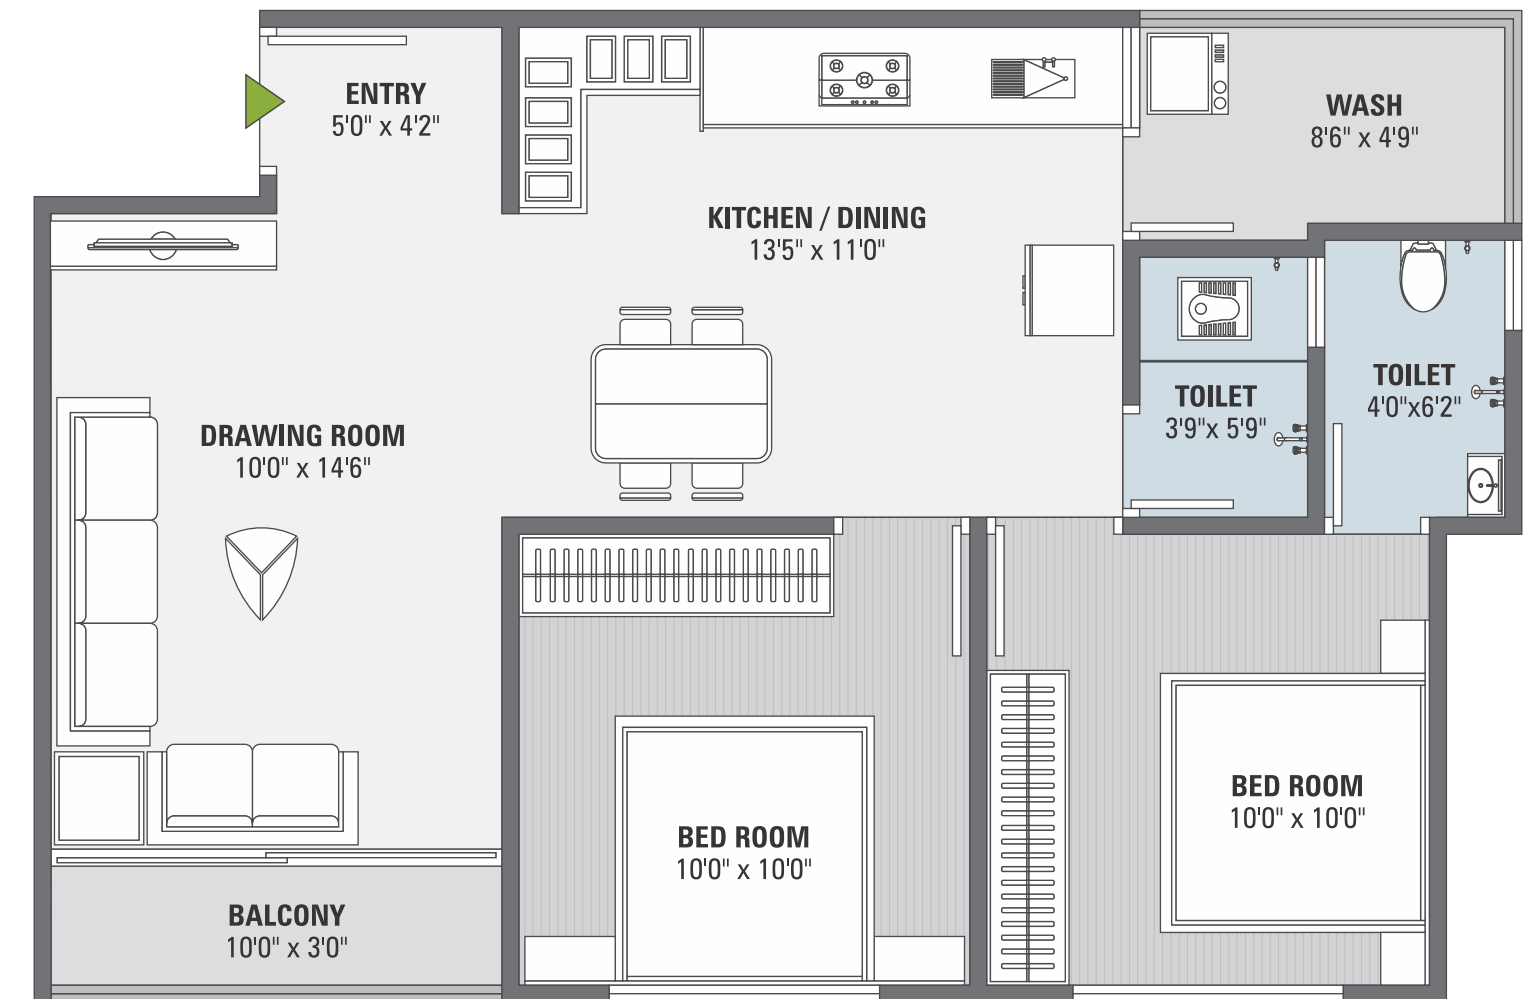 ENTRY
5'0" x 4'2"
WASH
8'6" x 4'9"
KITCHEN / DINING
13'5" x 11'0"
TOILET
4'0"x6'2"
TOILET
3'9"x 5'9"
DRAWING ROOM
10'0" x 14'6"
BED ROOM
10'0" x 10'0"
BED ROOM
10'0" x 10'0"
BALCONY
10'0" x 3'0"